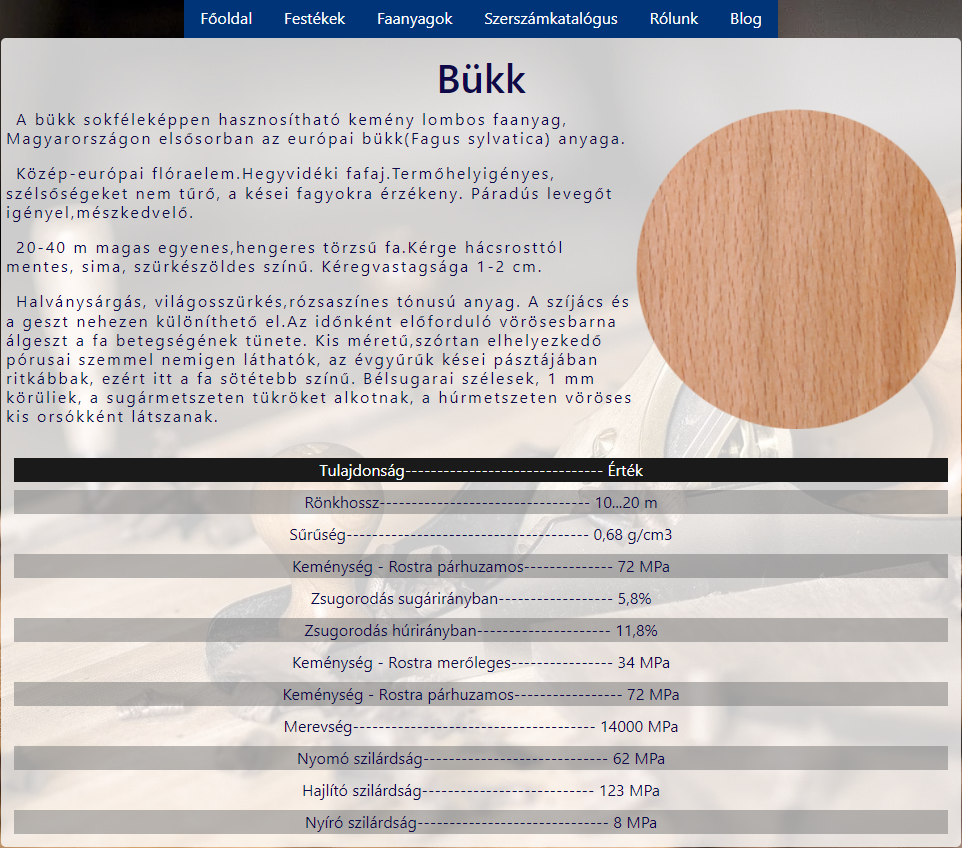 Főoldal Festékek Faanyagok Szerszámkatalógus Rólunk Blog
Bükk
A bükk sokféleképpen hasznosítható kemény lombos faanyag,
Magyarországon elsősorban az európai bükk(Fagus sylvatica) anyaga.
Közép-európai flóraelem.Hegyvidéki fafaj.Termőhelyigényes,
szélsőségeket nem tűrő, a kései fagyokra érzékeny. Páradús levegőt
igényel,mészkedvelő.
20-40 m magas egyenes,hengeres törzsű fa.Kérge hácsrosttól
mentes, sima, szürkészöldes színű. Kéregvastagsága 1-2 cm.
Halványsárgás, világosszürkés,rózsaszínes tónusú anyag. A szíjács és
a geszt nehezen különíthető el.Az időnként előforduló vörösesbarna
álgeszt a fa betegségének tünete. Kis méretű,szórtan elhelyezkedő
pórusai szemmel nemigen láthatók, az évgyűrűk kései pásztájában
ritkábbak, ezért itt a fa sötétebb színű. Bélsugarai szélesek, 1 mm
körüliek, a sugármetszeten tükröket alkotnak, a húrmetszeten vöröses
kis orsókként látszanak.
Tulajdonság------------------------------- Érték
Rönkhossz--------------------------------- 10...20 m
Sűrűség-------------------------------------- 0,68 g/cm3
Keménység - Rostra párhuzamos-------------- 72 MPa
Zsugorodás sugárirányban------------------ 5,8%
Zsugorodás húrirányban--------------------- 11,8%
Keménység - Rostra merőleges---------------- 34 MPa
Keménység - Rostra párhuzamos----------------- 72 MPa
Merevség-------------------------------------- 14000 MPa
Nyomó szilárdság----------------------------- 62 MPa
Hajlító szilárdság--------------------------- 123 MPa
Nyíró szilárdság------------------------------ 8 MPa